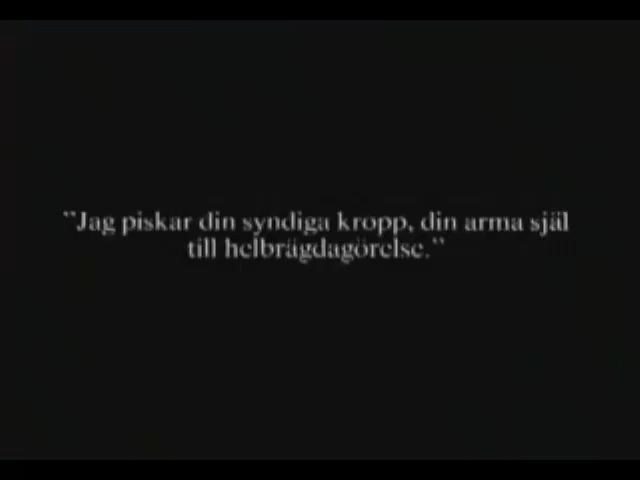 "Jag piskar din syndiga kropp, din arma själ
till helbrägdagörelse."